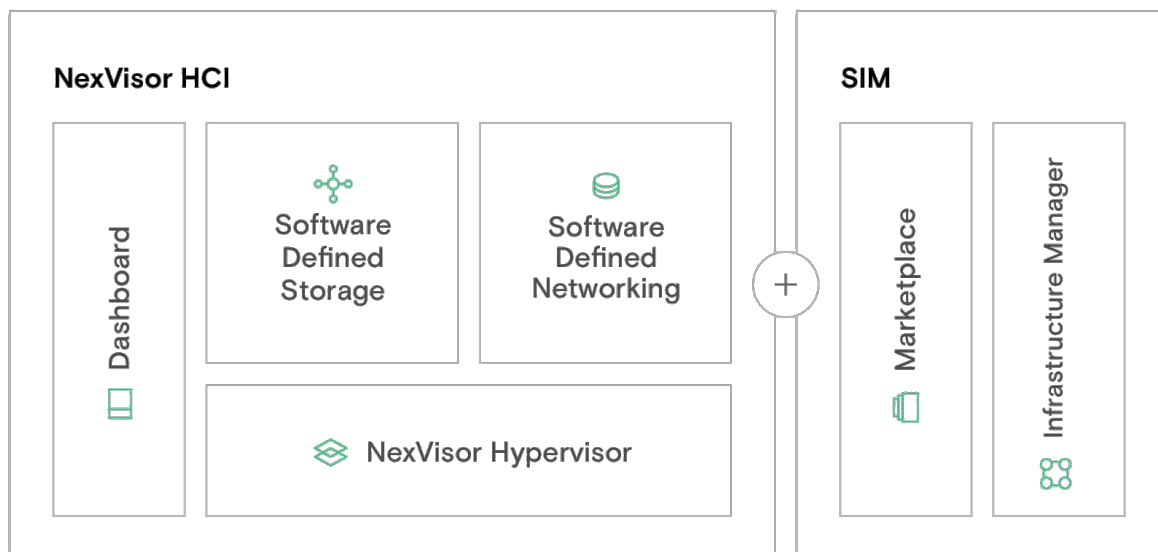 NexVisor HCI
Dashboard
Software
Defined
Storage
Software
Defined
Networking
NexVisor Hypervisor
+
SIM
Marketplace
Infrastructure Manager